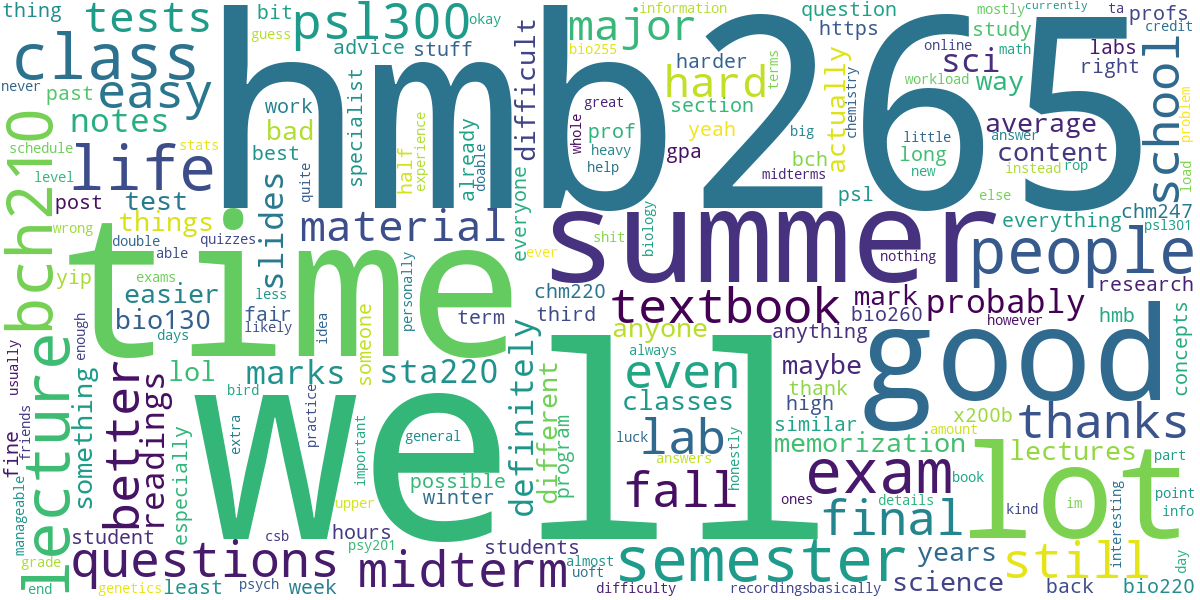 hmb265
well
time
summer
good
lot
life
class
easy
tests
psl300
major
hard
difficult
thing
bit
guess
okay
advice
stuff
never
past
notes
schedule
stats
level
post
test
things
wrong
double
able
quizzes
bch210
lecture
work
bad
best
quite
specialist
half
experience
already
doable
slides
material
everyone
bio255
information
mostly
currently
ta
profs
credit
question
https
harder
section
yeah
gpa
prof
great
whole
heavy
help
terms
big
midterms
bch
psl
actually
chemistry
study
online
math
sci
workload
way
labs
right
average
little
long
new
answer
content
instead
rop
else
school
problem
load
everything
chm247
psl301
people
research
nothing
biology
shit
ever
yip
exams
easier
bio130
days
fair
less
likely
idea
someone
personally
term
chm220
third
textbook
mark
bio260
probably
however
hmb
anyone
anything
maybe
always
even
classes
thank
high
similar
memorization
x200b
amount
thanks
concepts
usually
enough
friends
fine
manageable
something
better
readings
especially
lol
bird
marks
sta220
extra
practice
important
general
possible
winter
definitely
different
program
lab
luck
answers
honestly
fall
exam
ones
book
details
final
kind
im
lectures
part
point
info
interesting
day
student
questions
grade
end
genetics
least
csb
psych
upper
hours
psy201
week
midterm
students
almost
uoft
semester
difficulty
recordings
basically
science
years
still
back
bio220